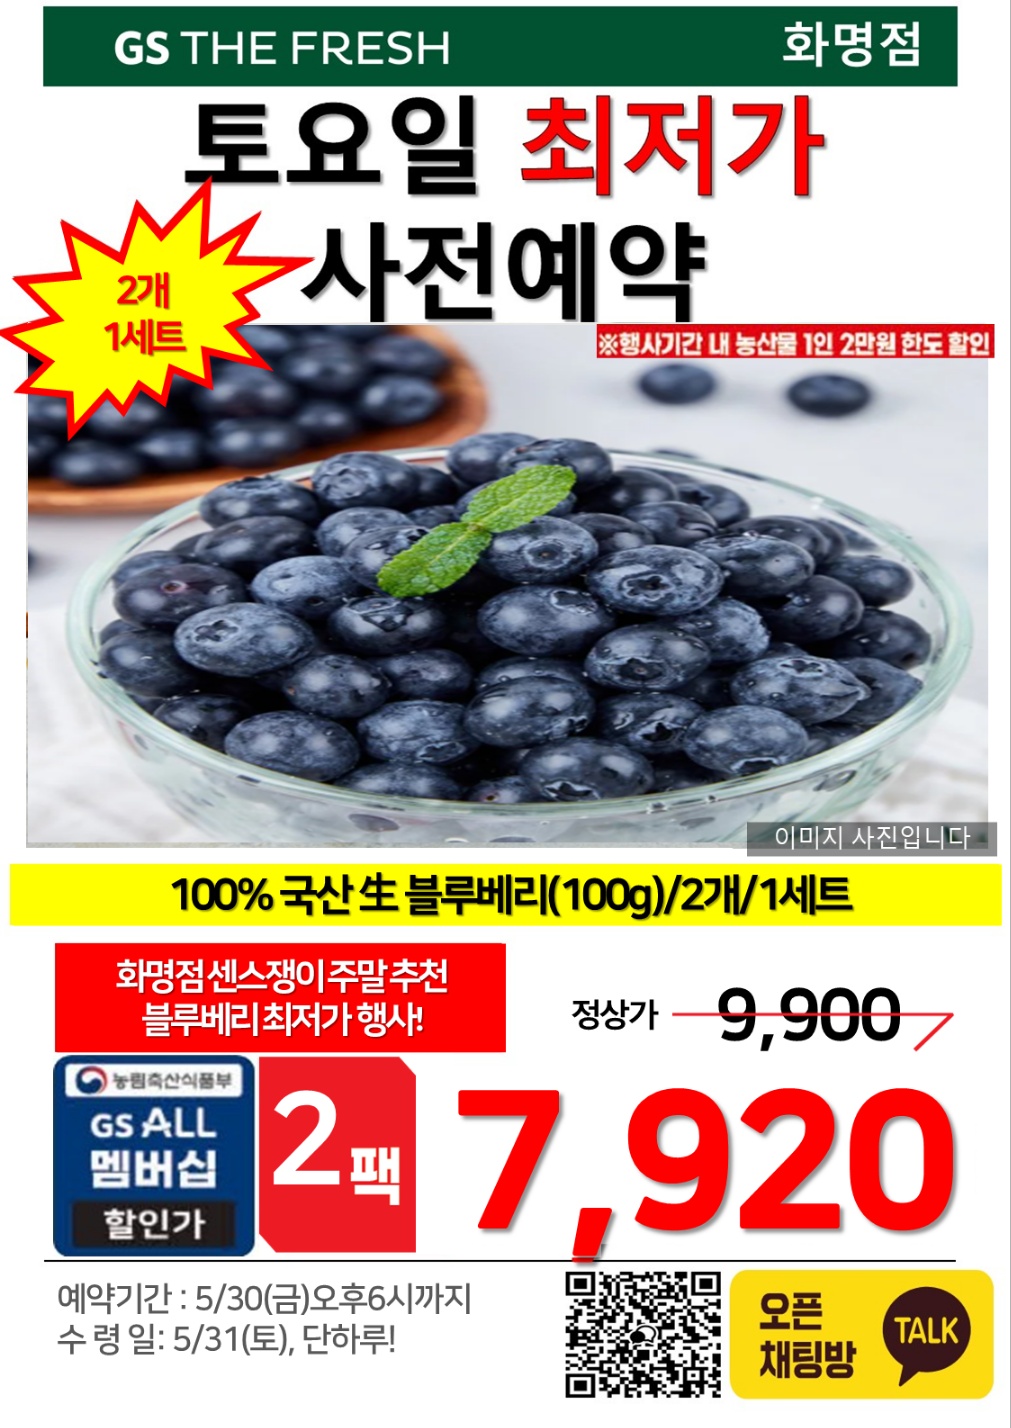 GS THE FRESH 화명점
토요일 최저가
사전예약
2개
1세트
※행사기간 내 농산물 1인 2만원 한도 할인
이미지 사진입니다
100% 국산 生 블루베리(100g)/2개/1세트
화명점 센스쟁이 주말 추천
블루베리 최저가 행사!
정상가 9,900
농림축산식품부
GS ALL
멤버십
할인가
2팩
7,920
예약기간 : 5/30(금)오후6시까지
수 령 일: 5/31(토), 단하루!
오픈
채팅방
TALK